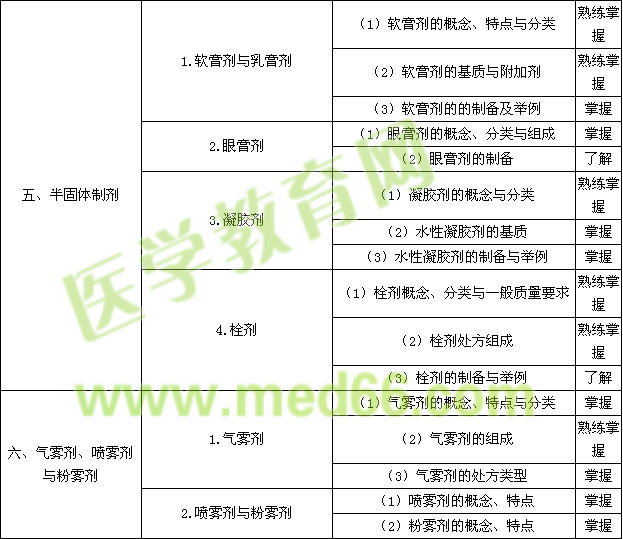 五、半固体制剂
1.软管剂与乳管剂
（1）软管剂的概念、特点与分类
熟练掌
握
（2）软管剂的基质与附加剂
熟练掌
握
（3）软管剂的的制备及举例
掌握
2.眼管剂
（1）眼管剂的概念、分类与组成
掌握
（2）眼管剂的制备
了解
3.凝胶剂
（1）凝胶剂的概念与分类
熟练掌
握
（2）水性凝胶剂的基质
掌握
（3）水性凝胶剂的制备与举例
掌握
4.栓剂
（1）栓剂概念、分类与一般质量要求
熟练掌
握
（2）栓剂处方组成
熟练掌
握
（3）栓剂的制备与举例
了解
六、气雾剂、喷雾剂
与粉雾剂
1.气雾剂
（1）气雾剂的概念、特点与分类
掌握
（2）气雾剂的组成
熟练掌
握
（3）气雾剂的处方类型
掌握
2.喷雾剂与粉雾剂
（1）喷雾剂的概念、特点
掌握
（2）粉雾剂的概念、特点
掌握
医学教育网
www.med66.com